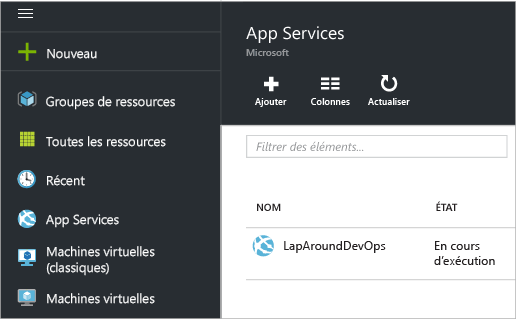 Nouveau
Groupes de ressources
Toutes les ressources
Récent
App Services
Machines virtuelles
(classiques)
Machines virtuelles
App Services
Microsoft
Ajouter
Colonnes
Actualiser
Filtrer des éléments...
NOM
ÉTAT
LapAroundDevOps
En cours
d'exécution